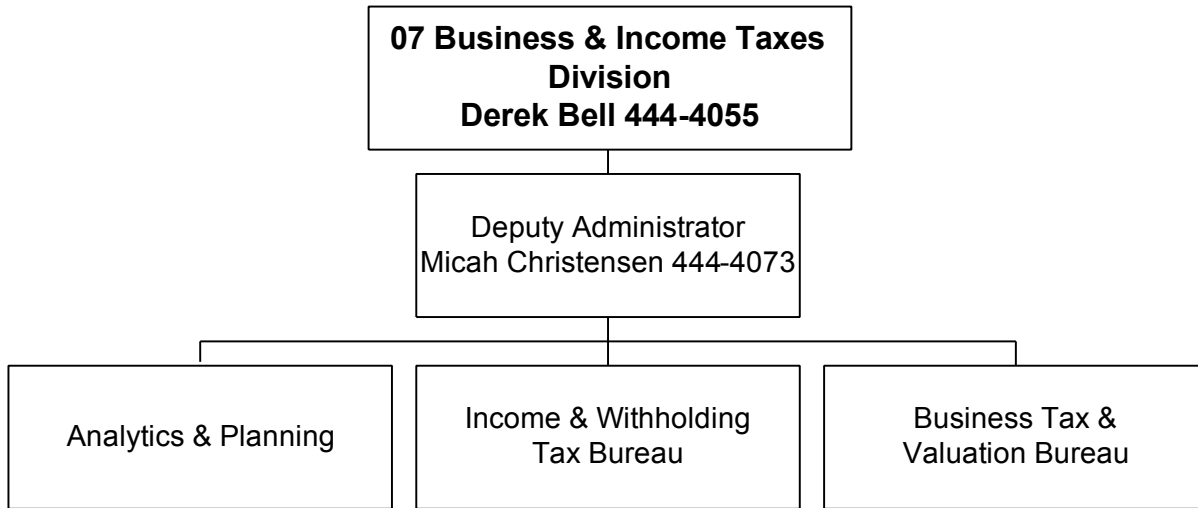 07 Business & Income Taxes
Division
Derek Bell 444-4055
Deputy Administrator
Micah Christensen 444-4073
Analytics & Planning
Income & Withholding
Tax Bureau
Business Tax &
Valuation Bureau